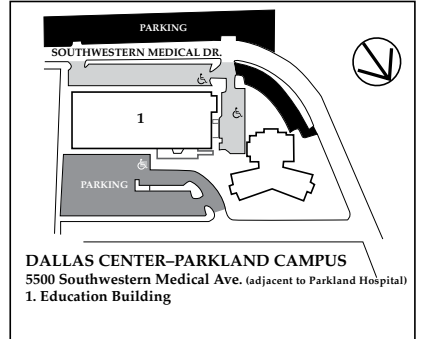 PARKING
SOUTHWESTERN MEDICAL DR.
1
PARKING
DALLAS CENTER–PARKLAND CAMPUS
5500 Southwestern Medical Ave. (adjacent to Parkland Hospital)
1. Education Building